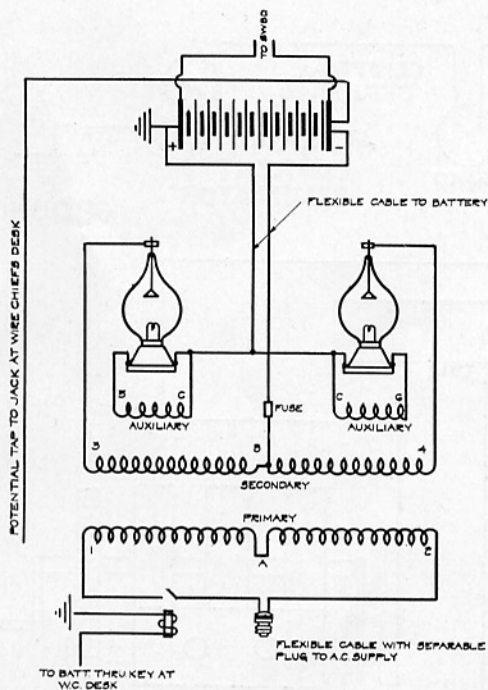 TO SWBD
+ -
POTENTIAL TAP TO JACK AT WIRE CHIEFS DESK
FLEXIBLE CABLE TO BATTERY
B C
C G
AUXILIARY
FUSE
AUXILIARY
3 B 4
SECONDARY
PRIMARY
1 A 2
FLEXIBLE CABLE WITH SEPARABLE
PLUG TO A.C. SUPPLY
TO BATT. THRU KEY AT
W.C. DESK